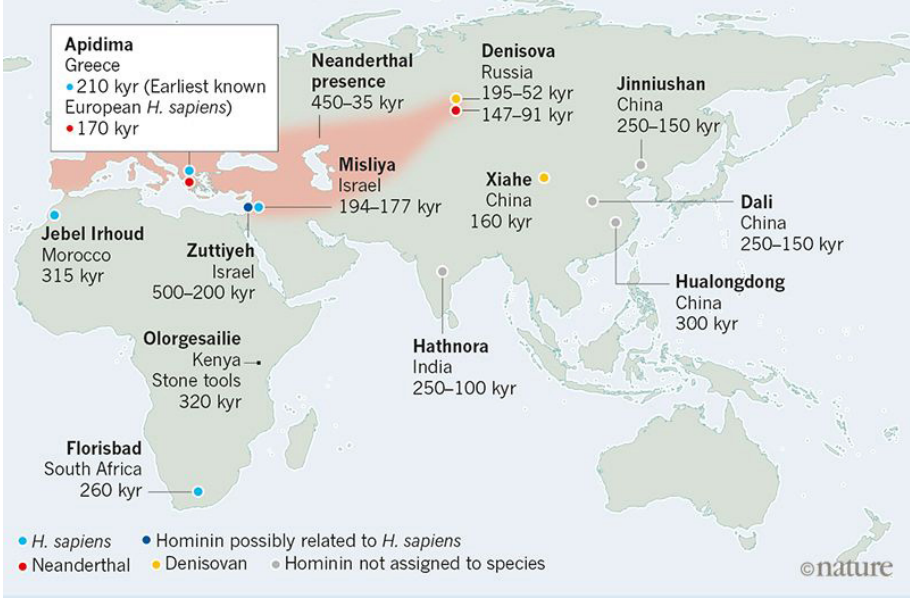 Apidima
Greece
• 210 kyr (Earliest known
European H. sapiens)
• 170 kyr
Neanderthal
presence
450–35 kyr
Denisova
Russia
195–52 kyr
147–91 kyr
Jinniushan
China
250–150 kyr
Misliya
Israel
194–177 kyr
Xiahe
China
160 kyr
Dali
China
250–150 kyr
Jebel Irhoud
Morocco
315 kyr
Zuttiyeh
Israel
500–200 kyr
Hualongdong
China
300 kyr
Olorgesailie
Kenya
Stone tools
320 kyr
Hathnora
India
250–100 kyr
Florisbad
South Africa
260 kyr
• H. sapiens • Hominin possibly related to H. sapiens
• Neanderthal • Denisovan • Hominin not assigned to species
©nature